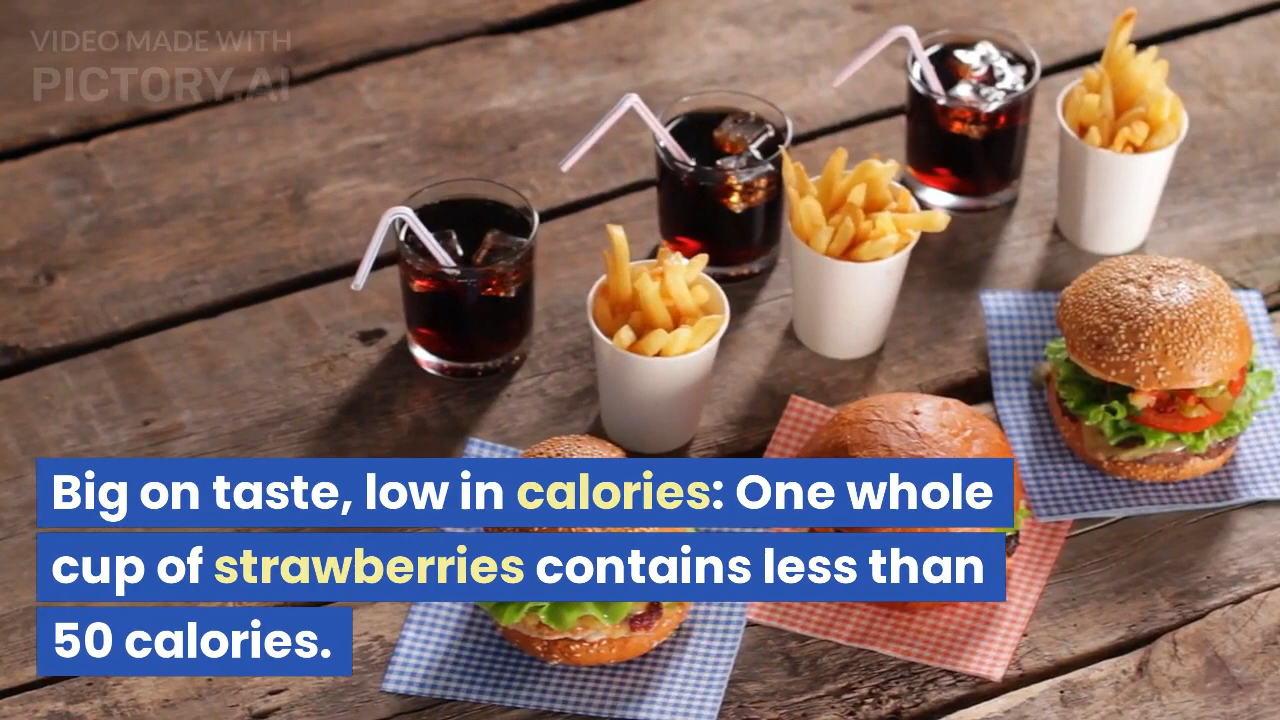 VIDEO MADE WITH
PICTORY.AI
Big on taste, low in calories: One whole
cup of strawberries contains less than
50 calories.